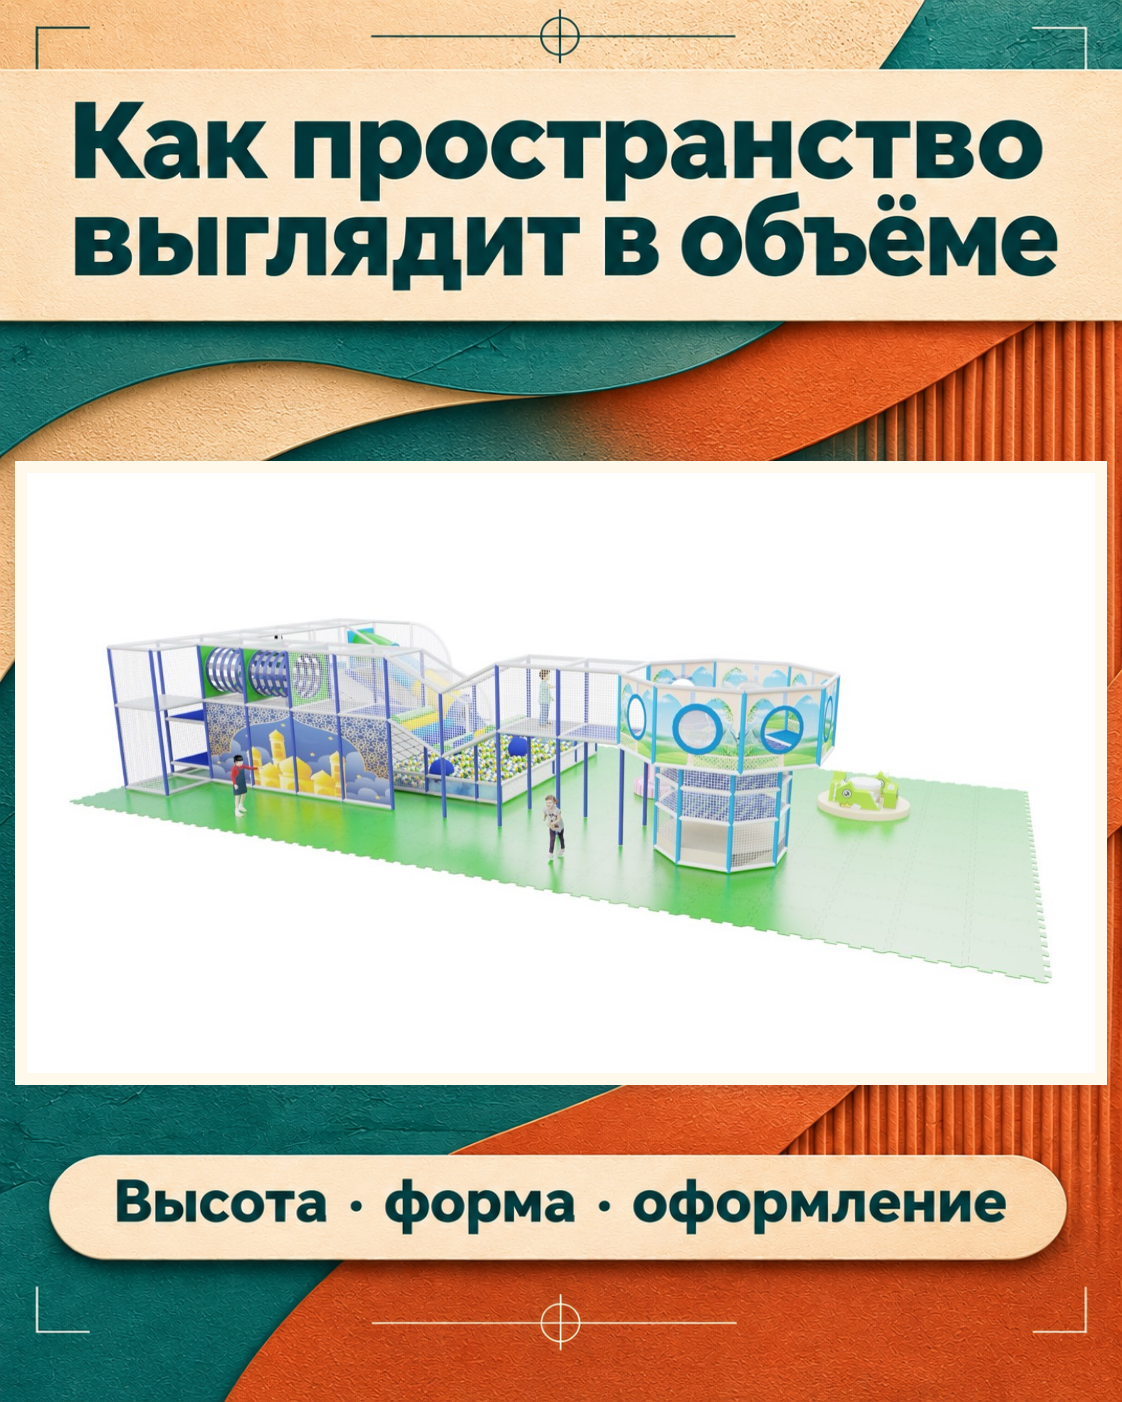 Как пространство
выглядит в объёме
Высота · форма · оформление